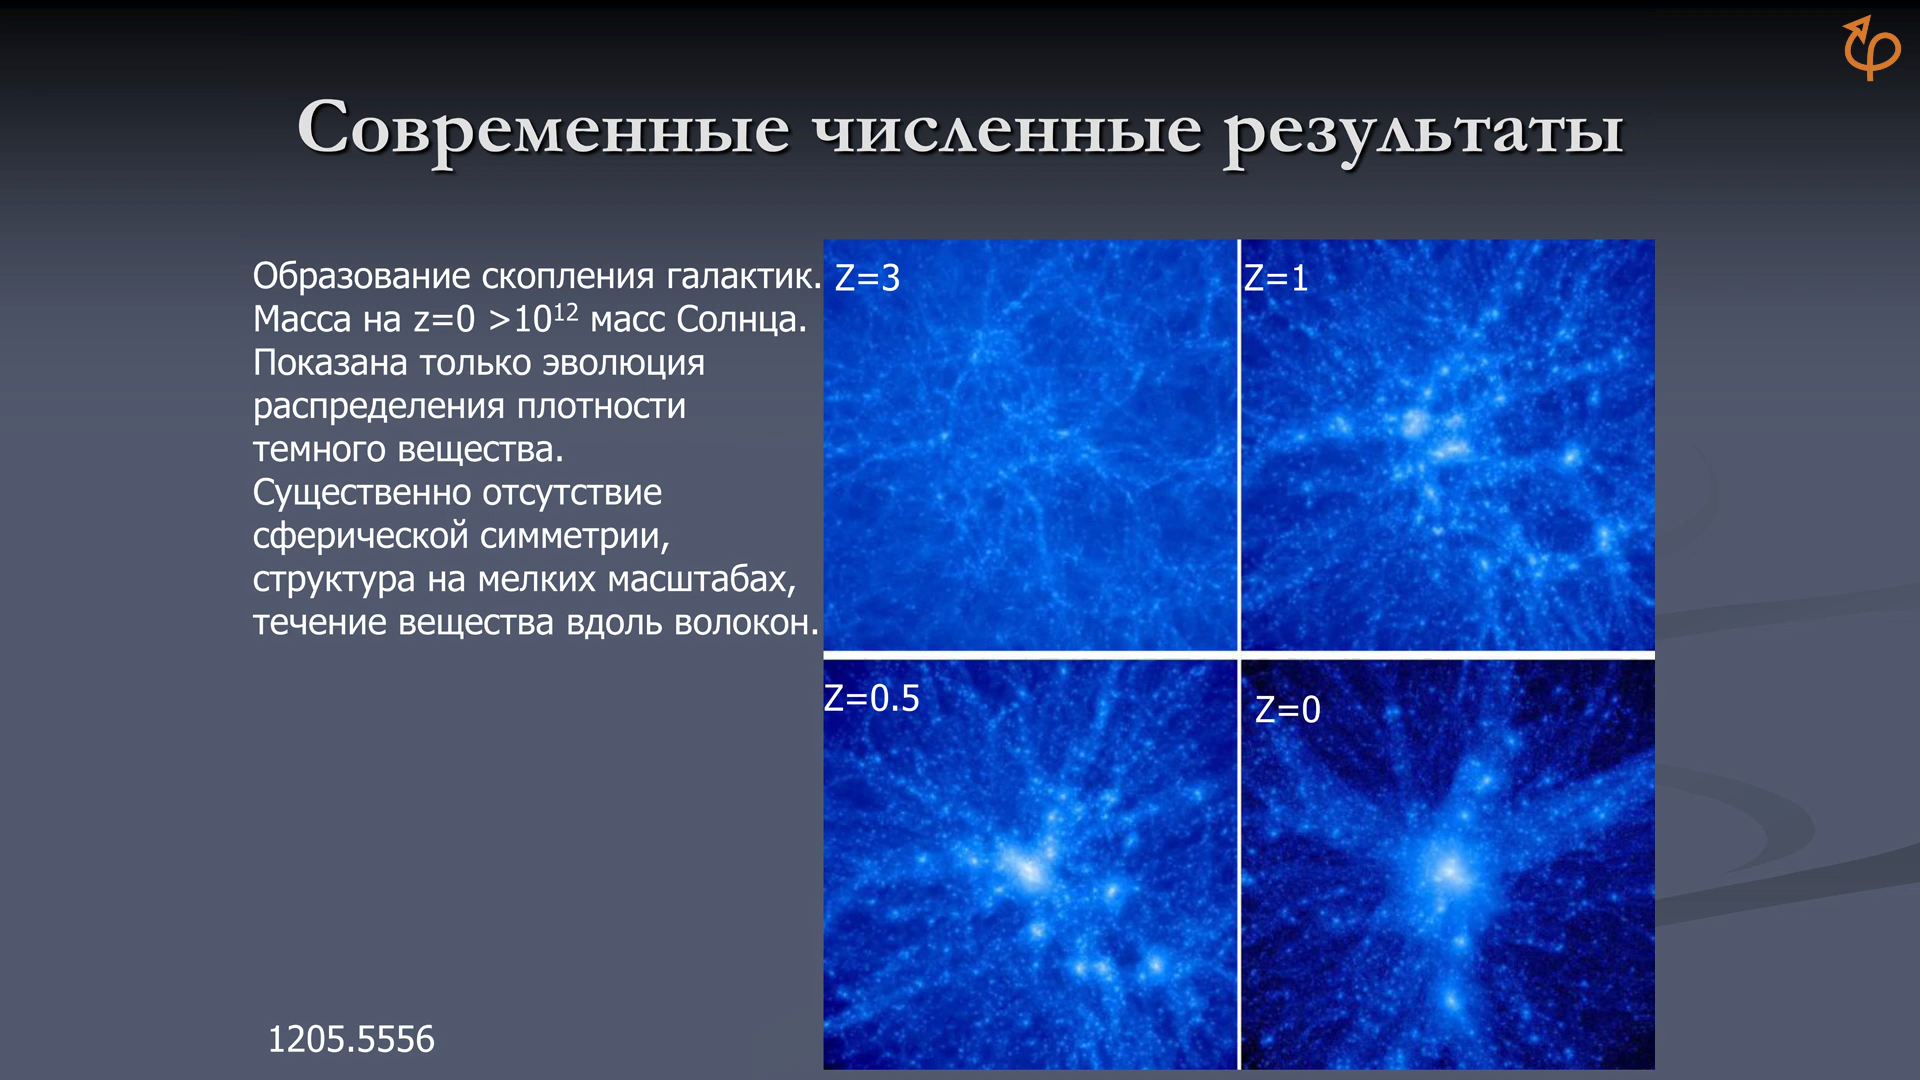 Современные численные результаты
Образование скопления галактик.
Масса на z=0 >10¹² масс Солнца.
Показана только эволюция
распределения плотности
темного вещества.
Существенно отсутствие
сферической симметрии,
структура на мелких масштабах,
течение вещества вдоль волокон.
Z=3
Z=1
Z=0.5
Z=0
1205.5556